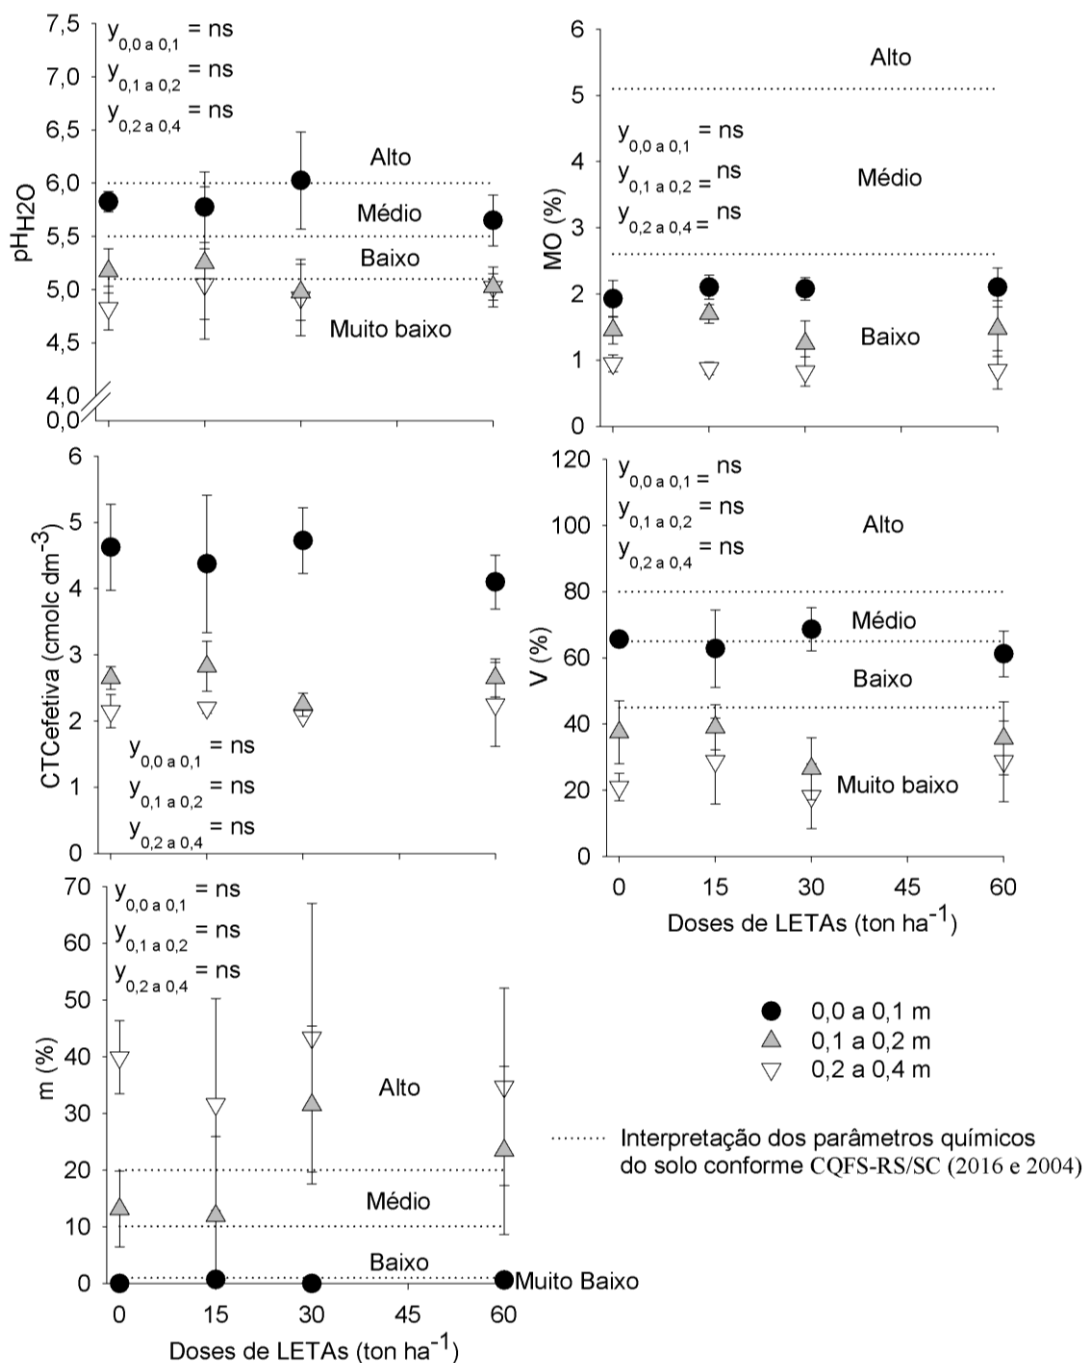 7,5
7,0
6,5
6,0
5,5
5,0
4,5
4,0
0,0
pHH2O
y0,0 a 0,1 = ns
y0,1 a 0,2 = ns
y0,2 a 0,4 = ns
Alto
Médio
Baixo
Muito baixo
6
5
4
3
2
1
0
MO (%)
Alto
y0,0 a 0,1 = ns
y0,1 a 0,2 = ns
y0,2 a 0,4 = ns
Médio
Baixo
6
5
4
3
2
1
0
CTCefetiva (cmolc dm-3)
y0,0 a 0,1 = ns
y0,1 a 0,2 = ns
y0,2 a 0,4 = ns
120
100
80
60
40
20
0
V (%)
y0,0 a 0,1 = ns
y0,1 a 0,2 = ns
y0,2 a 0,4 = ns
Alto
Médio
Baixo
Muito baixo
0 15 30 45 60
Doses de LETAs (ton ha-1)
70
60
50
40
30
20
10
0
m (%)
y0,0 a 0,1 = ns
y0,1 a 0,2 = ns
y0,2 a 0,4 = ns
Alto
Médio
Baixo
Muito Baixo
0 15 30 45 60
Doses de LETAs (ton ha-1)
0,0 a 0,1 m
0,1 a 0,2 m
0,2 a 0,4 m
Interpretação dos parâmetros químicos
do solo conforme CQFS-RS/SC (2016 e 2004)